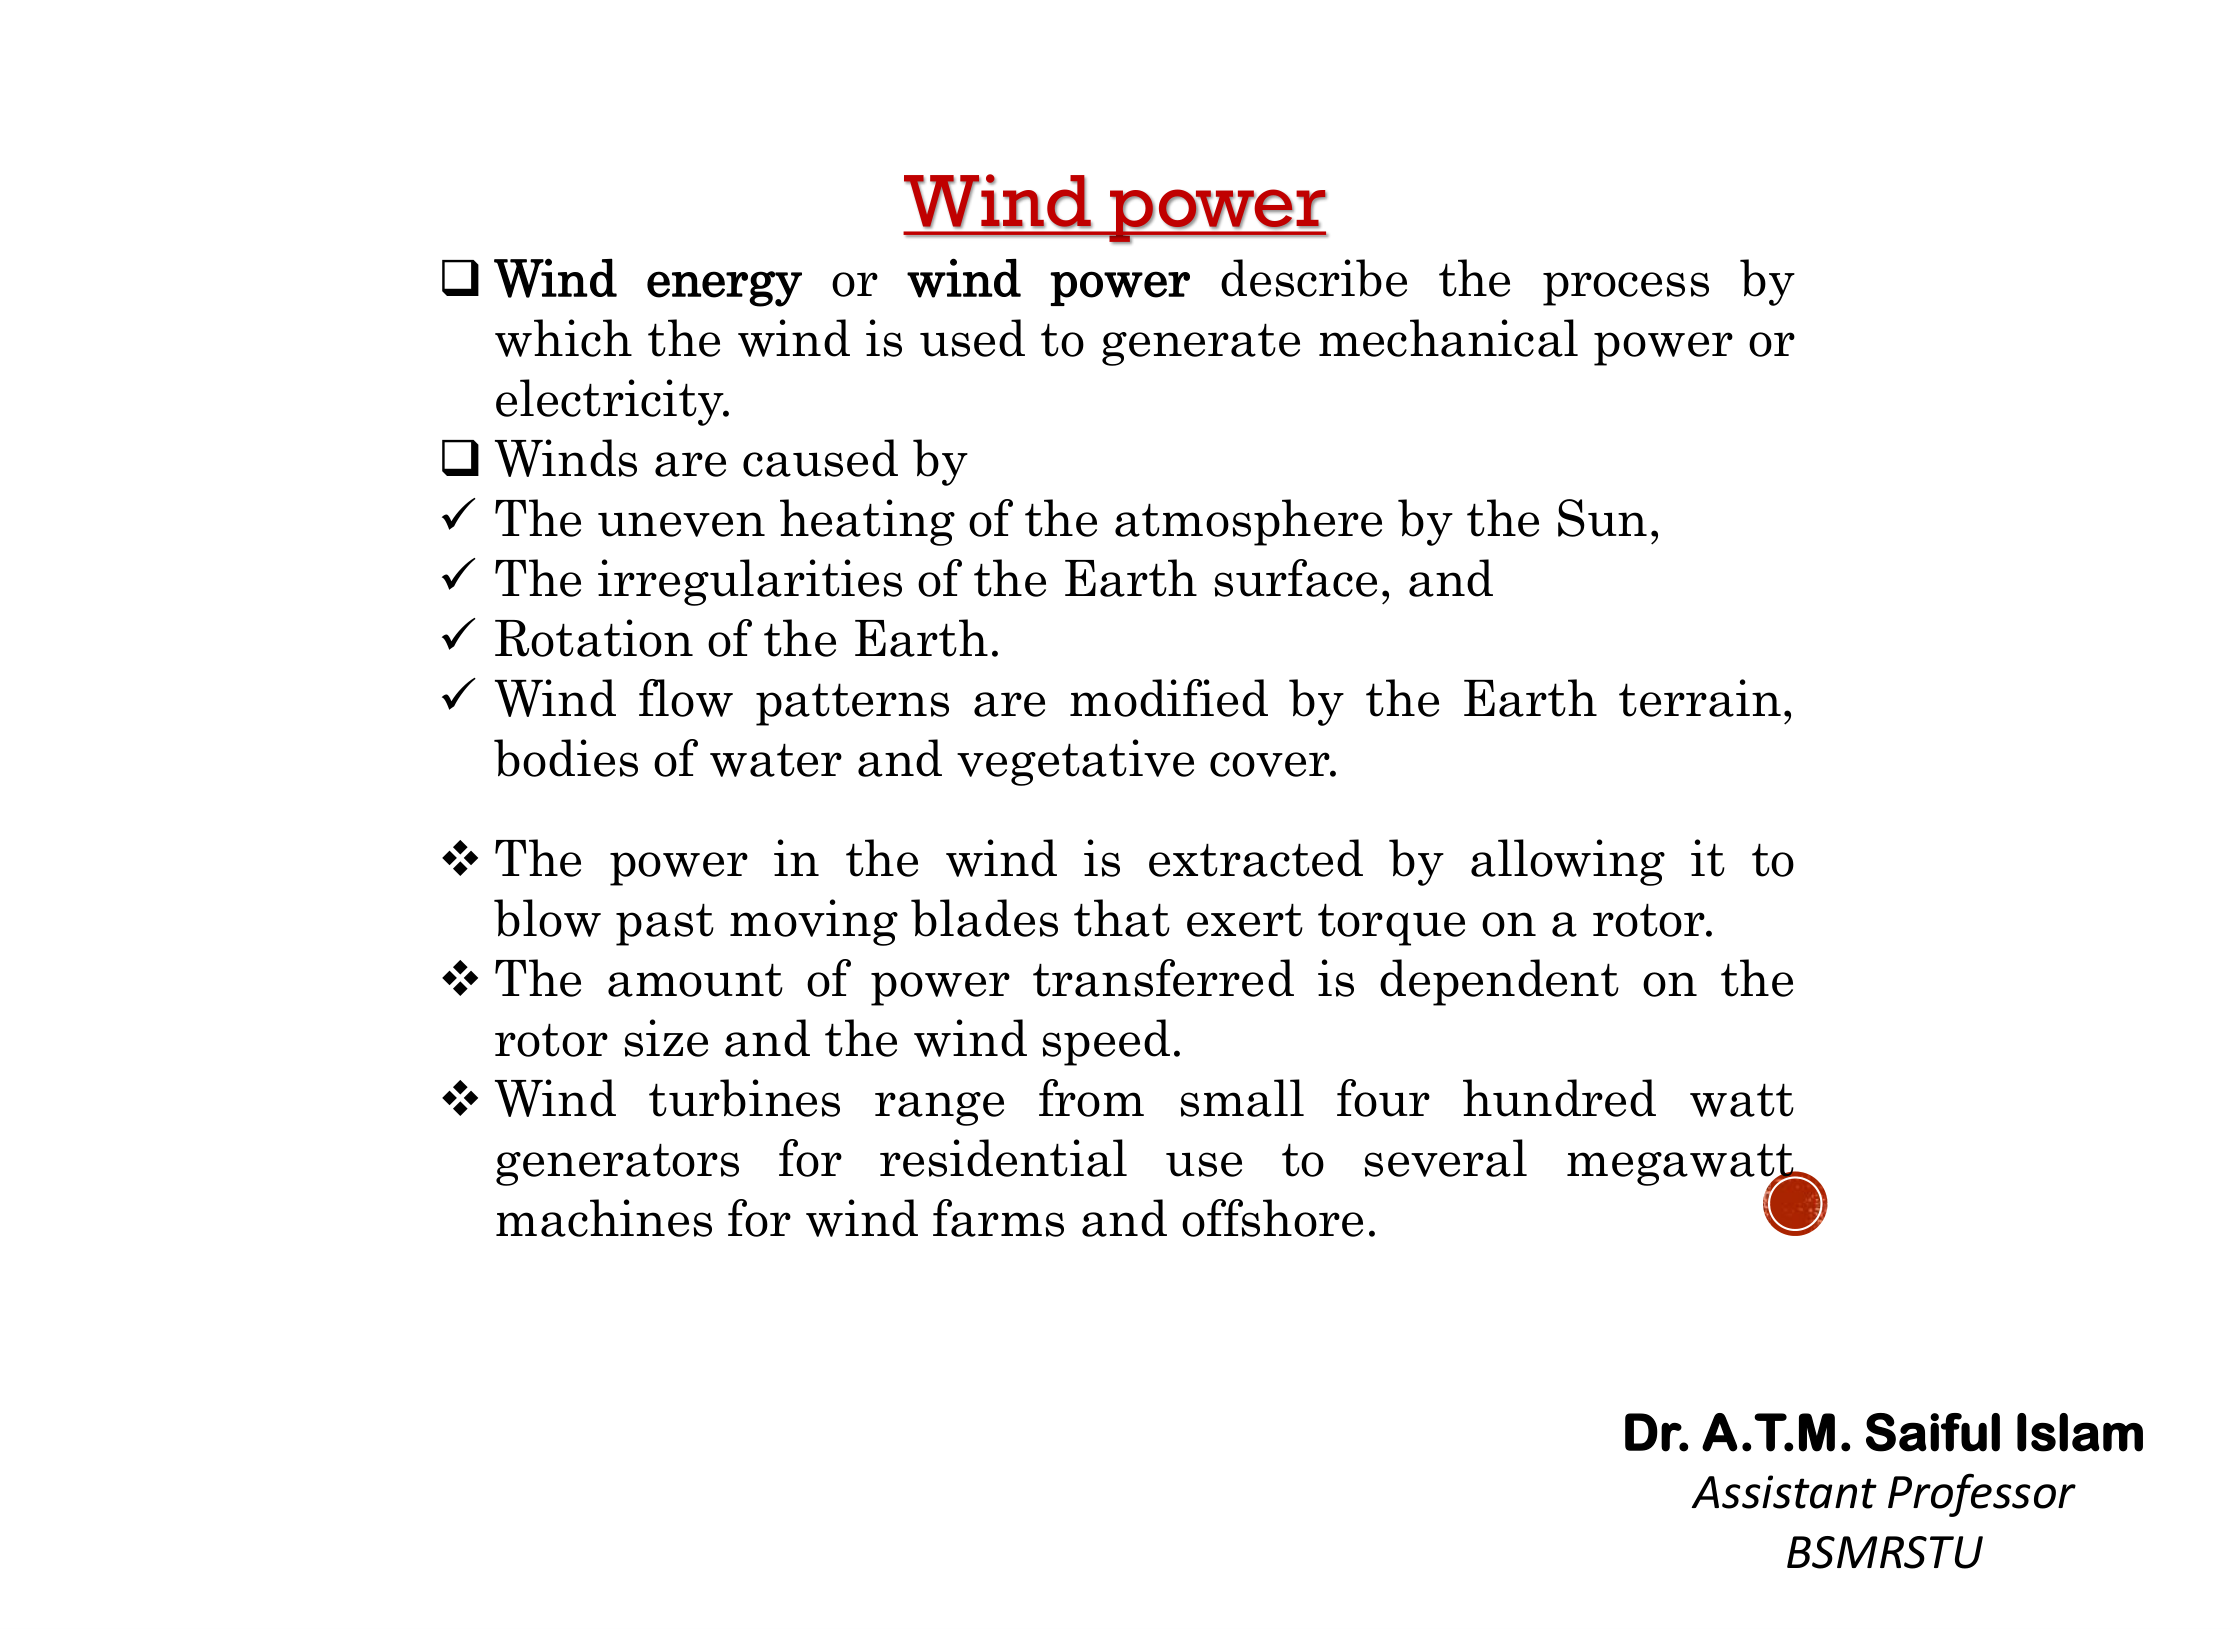 Wind power
❑ Wind energy or wind power describe the process by
which the wind is used to generate mechanical power or
electricity.
❑ Winds are caused by
✓ The uneven heating of the atmosphere by the Sun,
✓ The irregularities of the Earth surface, and
✓ Rotation of the Earth.
✓ Wind flow patterns are modified by the Earth terrain,
bodies of water and vegetative cover.
❖ The power in the wind is extracted by allowing it to
blow past moving blades that exert torque on a rotor.
❖ The amount of power transferred is dependent on the
rotor size and the wind speed.
❖ Wind turbines range from small four hundred watt
generators for residential use to several megawatt
machines for wind farms and offshore.
Dr. A.T.M. Saiful Islam
Assistant Professor
BSMRSTU